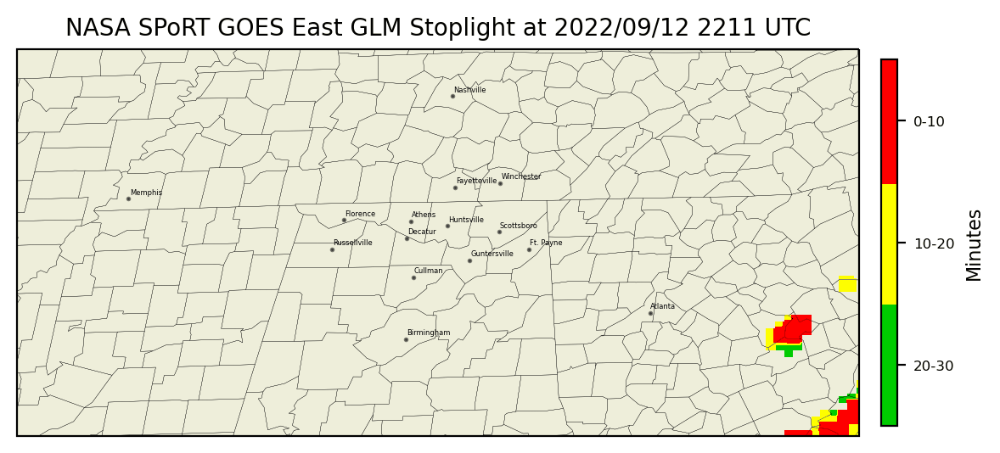 NASA SPoRT GOES East GLM Stoplight at 2022/09/12 2211 UTC
Nashville
Fayetteville
Winchester
Memphis
Florence
Athens
Huntsville
Scottsboro
Decatur
Russellville
Ft. Payne
Guntersville
Cullman
Atlanta
Birmingham
0-10
10-20
20-30
Minutes